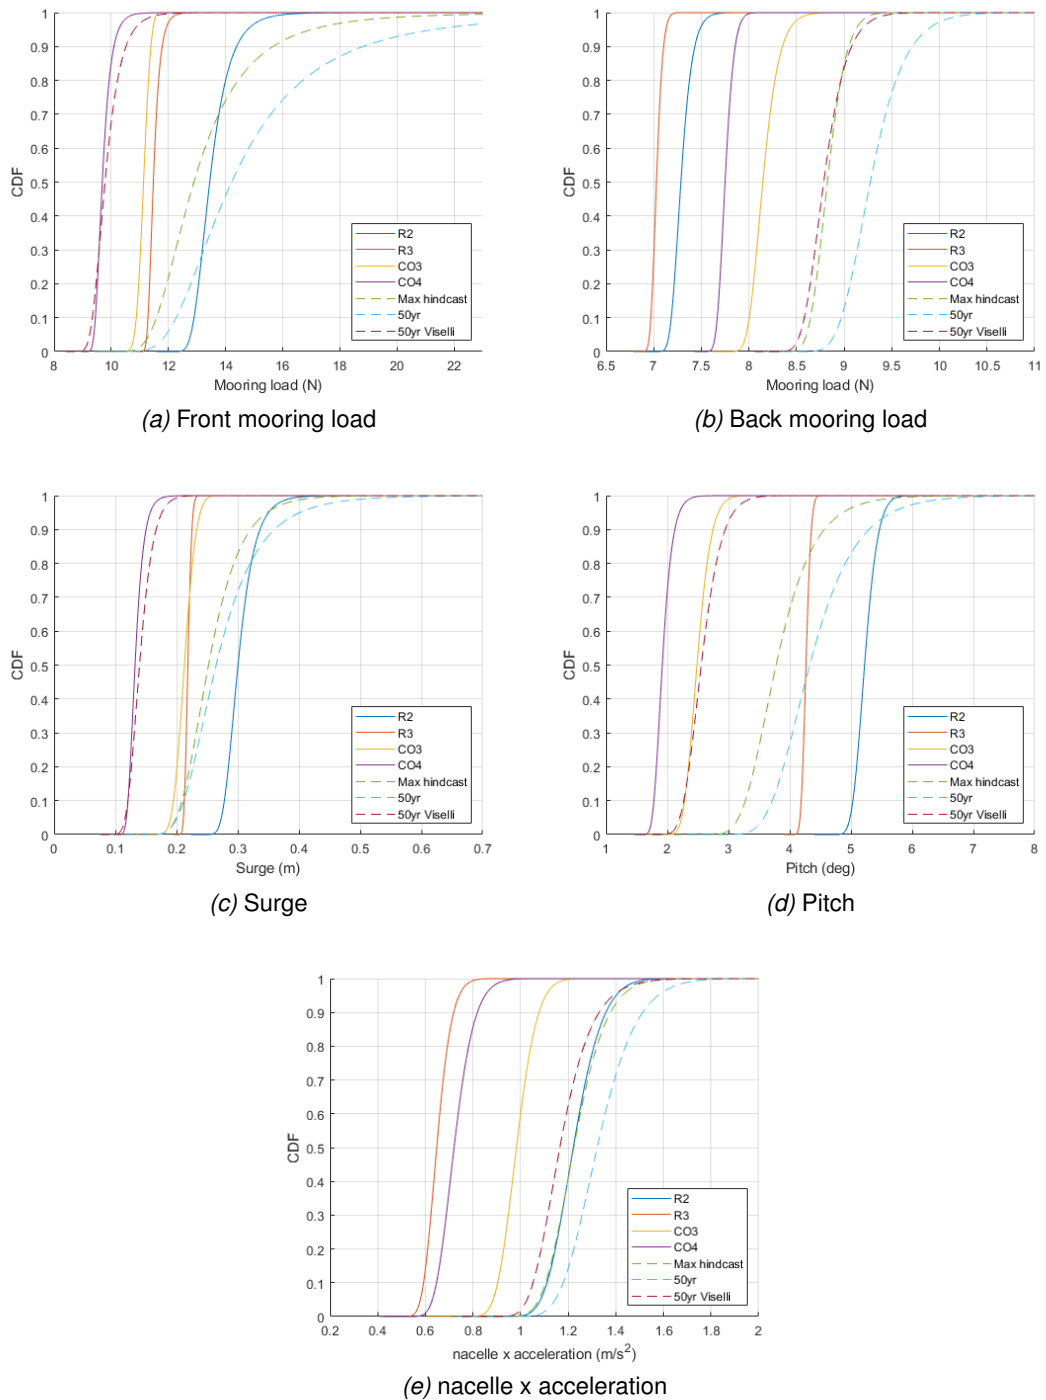 1
0.9
0.8
0.7
0.6
0.5
0.4
0.3
0.2
0.1
0
CDF
R2
R3
CO3
CO4
Max hindcast
50yr
50yr Viselli
8 10 12 14 16 18 20 22
Mooring load (N)
(a) Front mooring load
1
0.9
0.8
0.7
0.6
0.5
0.4
0.3
0.2
0.1
0
CDF
R2
R3
CO3
CO4
Max hindcast
50yr
50yr Viselli
6.5 7 7.5 8 8.5 9 9.5 10 10.5 11
Mooring load (N)
(b) Back mooring load
1
0.9
0.8
0.7
0.6
0.5
0.4
0.3
0.2
0.1
0
CDF
R2
R3
CO3
CO4
Max hindcast
50yr
50yr Viselli
0 0.1 0.2 0.3 0.4 0.5 0.6 0.7
Surge (m)
(c) Surge
1
0.9
0.8
0.7
0.6
0.5
0.4
0.3
0.2
0.1
0
CDF
R2
R3
CO3
CO4
Max hindcast
50yr
50yr Viselli
1 2 3 4 5 6 7 8
Pitch (deg)
(d) Pitch
1
0.9
0.8
0.7
0.6
0.5
0.4
0.3
0.2
0.1
0
CDF
R2
R3
CO3
CO4
Max hindcast
50yr
50yr Viselli
0.2 0.4 0.6 0.8 1 1.2 1.4 1.6 1.8 2
nacelle x acceleration (m/s²)
(e) nacelle x acceleration